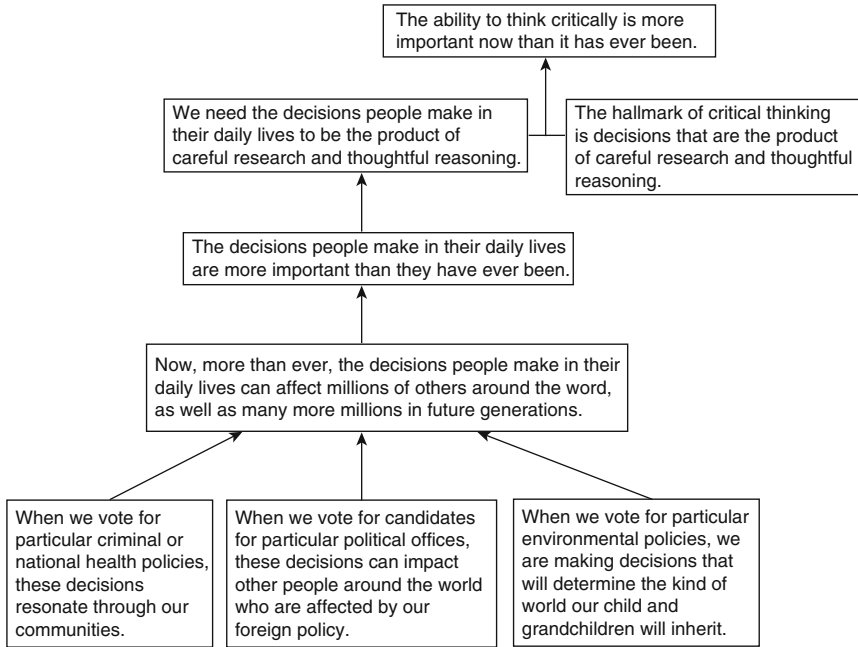 The ability to think critically is more
important now than it has ever been.
We need the decisions people make in
their daily lives to be the product of
careful research and thoughtful reasoning.
The hallmark of critical thinking
is decisions that are the product
of careful research and thoughtful
reasoning.
The decisions people make in their daily lives
are more important than they have ever been.
Now, more than ever, the decisions people make in their
daily lives can affect millions of others around the word,
as well as many more millions in future generations.
When we vote for
particular criminal or
national health policies,
these decisions
resonate through our
communities.
When we vote for candidates
for particular political offices,
these decisions can impact
other people around the world
who are affected by our
foreign policy.
When we vote for particular
environmental policies, we
are making decisions that
will determine the kind of
world our child and
grandchildren will inherit.